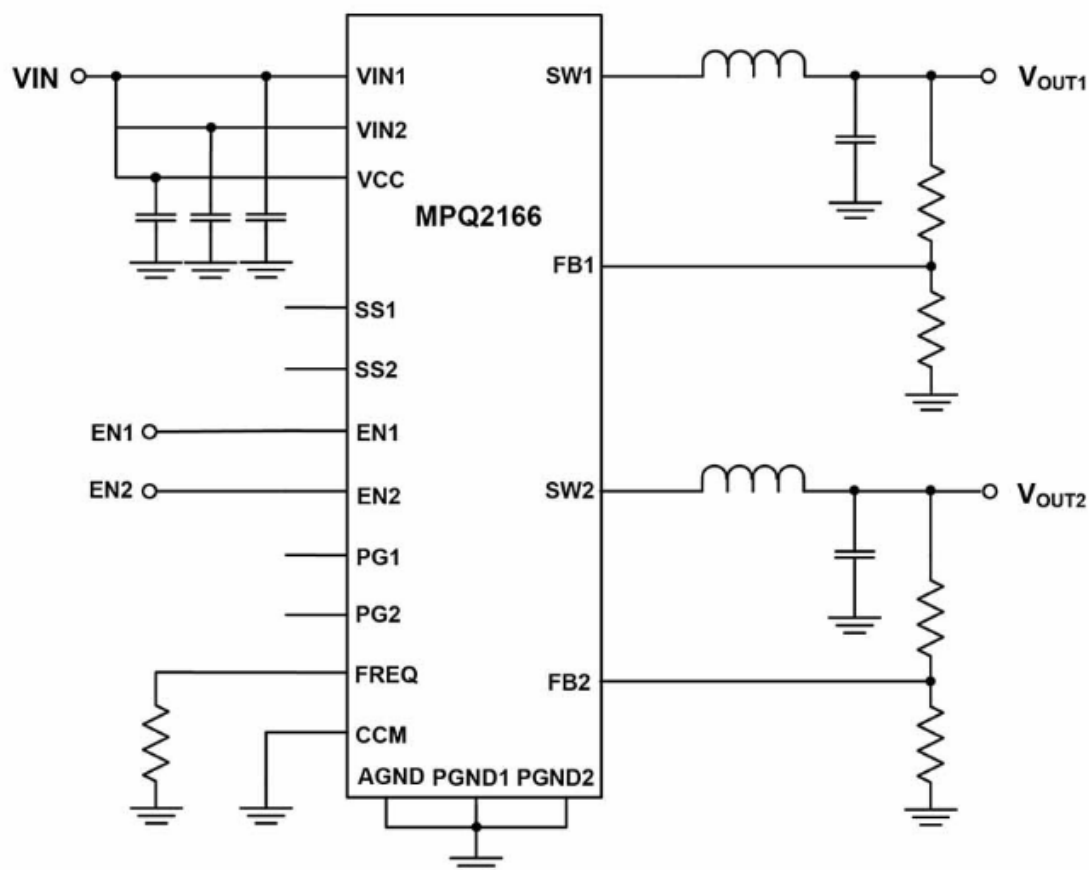 VIN
VIN1
VIN2
VCC
MPQ2166
SS1
SS2
EN1
EN1
EN2
EN2
PG1
PG2
FREQ
CCM
AGND PGND1 PGND2
SW1
VOUT1
FB1
SW2
VOUT2
FB2